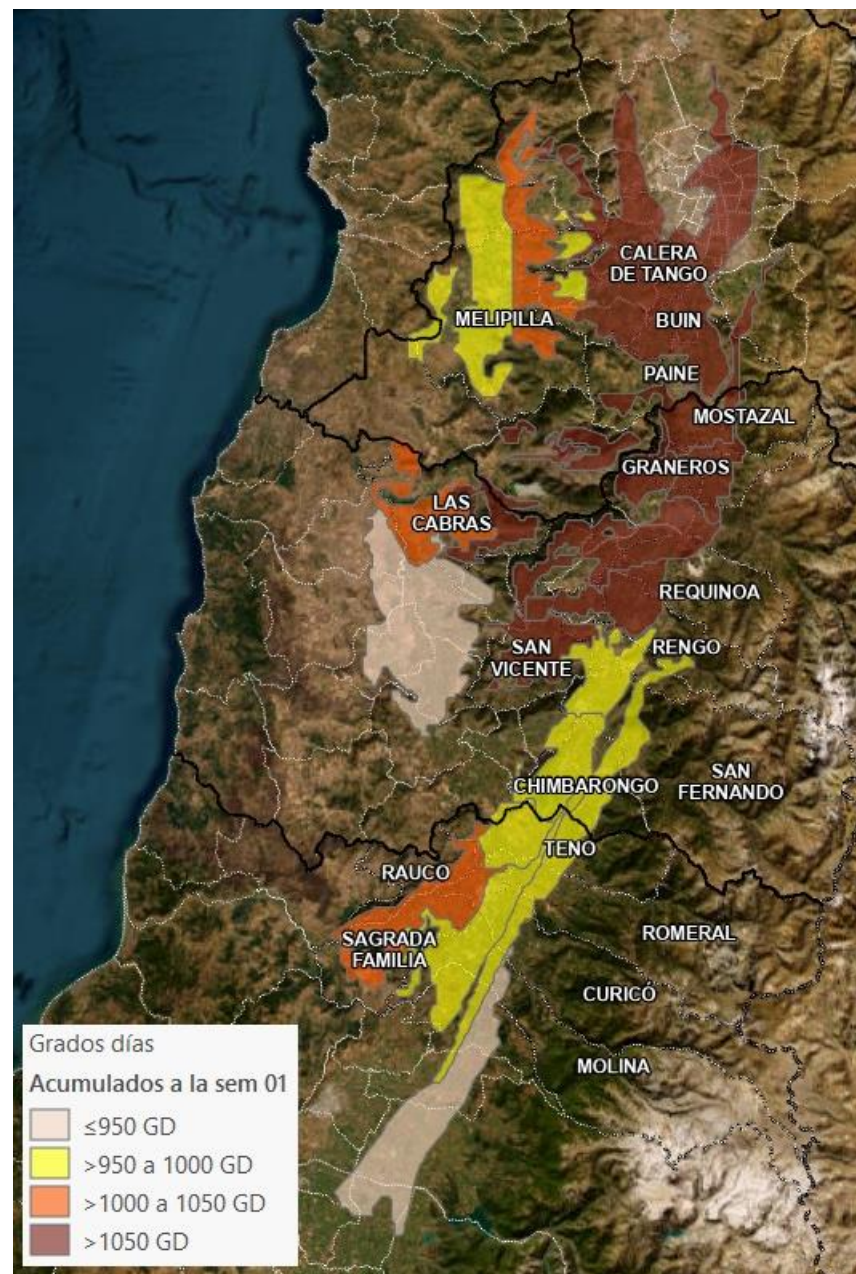 CALERA
DE TANGO
MELIPILLA
BUIN
PAINE
MOSTAZAL
GRANEROS
LAS
CABRAS
REQUINOA
SAN
VICENTE
RENGO
CHIMBARONGO
SAN
FERNANDO
TENO
RAUCO
SAGRADA
FAMILIA
ROMERAL
CURICÓ
MOLINA
Grados días
Acumulados a la sem 01
≤950 GD
>950 a 1000 GD
>1000 a 1050 GD
>1050 GD